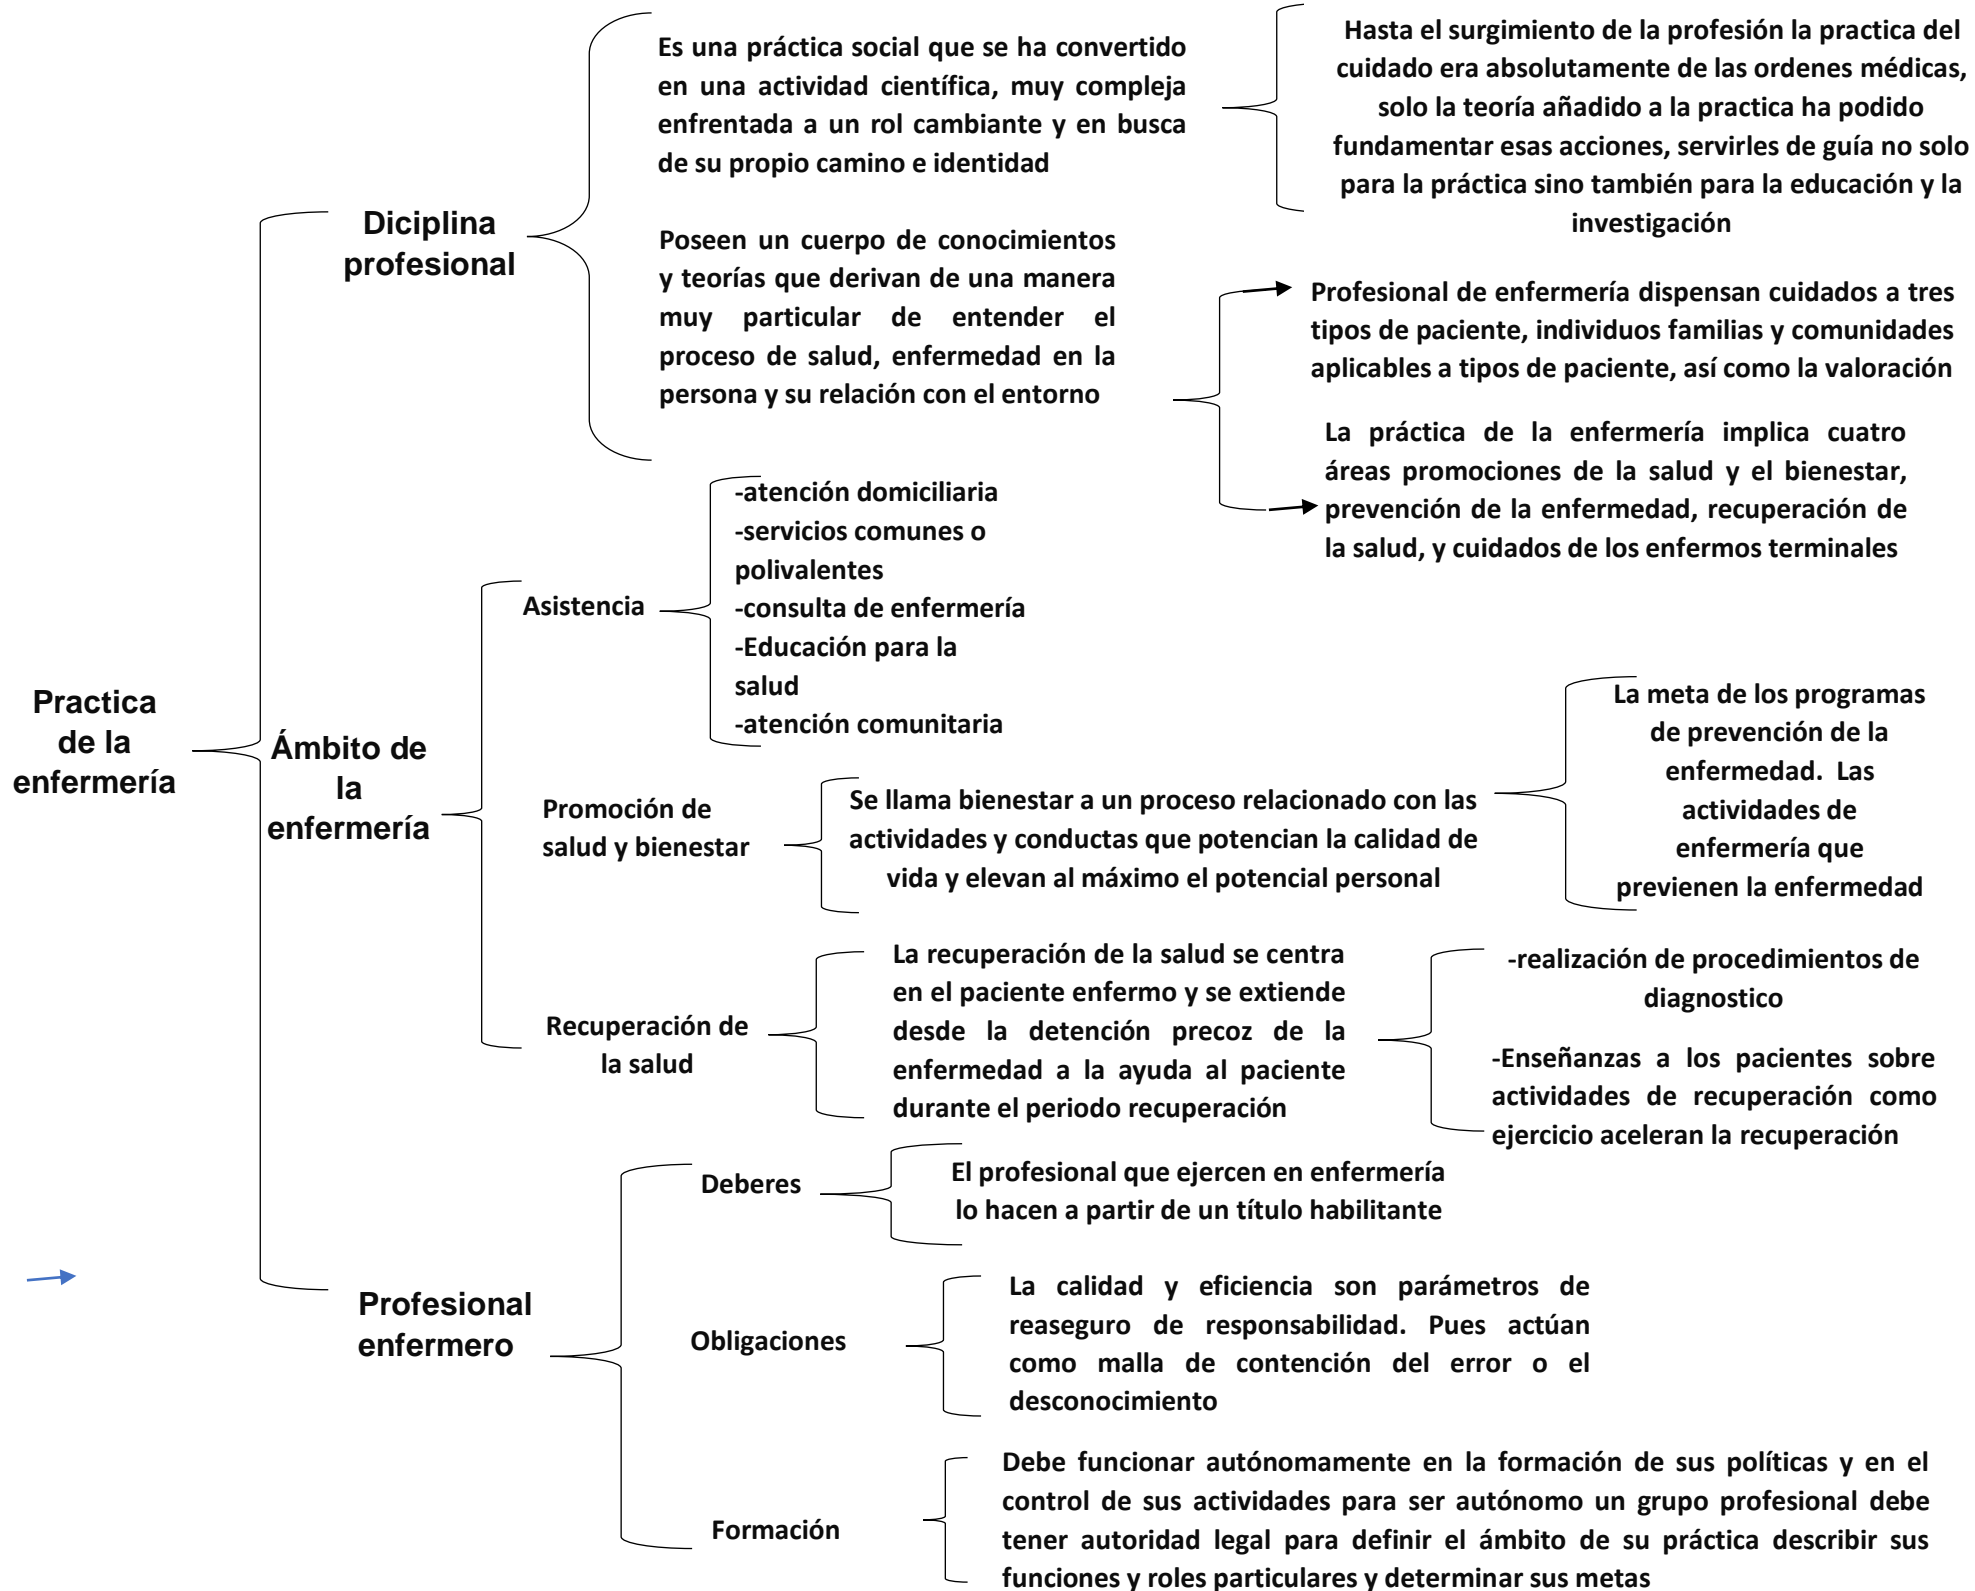 Practica
de la
enfermería
Diciplina
profesional
Es una práctica social que se ha convertido
en una actividad científica, muy compleja
enfrentada a un rol cambiante y en busca
de su propio camino e identidad
Hasta el surgimiento de la profesión la practica del
cuidado era absolutamente de las ordenes médicas,
solo la teoría añadido a la practica ha podido
fundamentar esas acciones, servirles de guía no solo
para la práctica sino también para la educación y la
investigación
Poseen un cuerpo de conocimientos
y teorías que derivan de una manera
muy particular de entender el
proceso de salud, enfermedad en la
persona y su relación con el entorno
Profesional de enfermería dispensan cuidados a tres
tipos de paciente, individuos familias y comunidades
aplicables a tipos de paciente, así como la valoración
La práctica de la enfermería implica cuatro
áreas promociones de la salud y el bienestar,
prevención de la enfermedad, recuperación de
la salud, y cuidados de los enfermos terminales
Ámbito de
la
enfermería
Asistencia
-atención domiciliaria
-servicios comunes o
polivalentes
-consulta de enfermería
-Educación para la
salud
-atención comunitaria
Promoción de
salud y bienestar
Se llama bienestar a un proceso relacionado con las
actividades y conductas que potencian la calidad de
vida y elevan al máximo el potencial personal
La meta de los programas
de prevención de la
enfermedad. Las
actividades de
enfermería que
previenen la enfermedad
Recuperación de
la salud
La recuperación de la salud se centra
en el paciente enfermo y se extiende
desde la detención precoz de la
enfermedad a la ayuda al paciente
durante el periodo recuperación
-realización de procedimientos de
diagnostico
-Enseñanzas a los pacientes sobre
actividades de recuperación como
ejercicio aceleran la recuperación
Profesional
enfermero
Deberes
El profesional que ejercen en enfermería
lo hacen a partir de un título habilitante
Obligaciones
La calidad y eficiencia son parámetros de
reaseguro de responsabilidad. Pues actúan
como malla de contención del error o el
desconocimiento
Formación
Debe funcionar autónomamente en la formación de sus políticas y en el
control de sus actividades para ser autónomo un grupo profesional debe
tener autoridad legal para definir el ámbito de su práctica describir sus
funciones y roles particulares y determinar sus metas